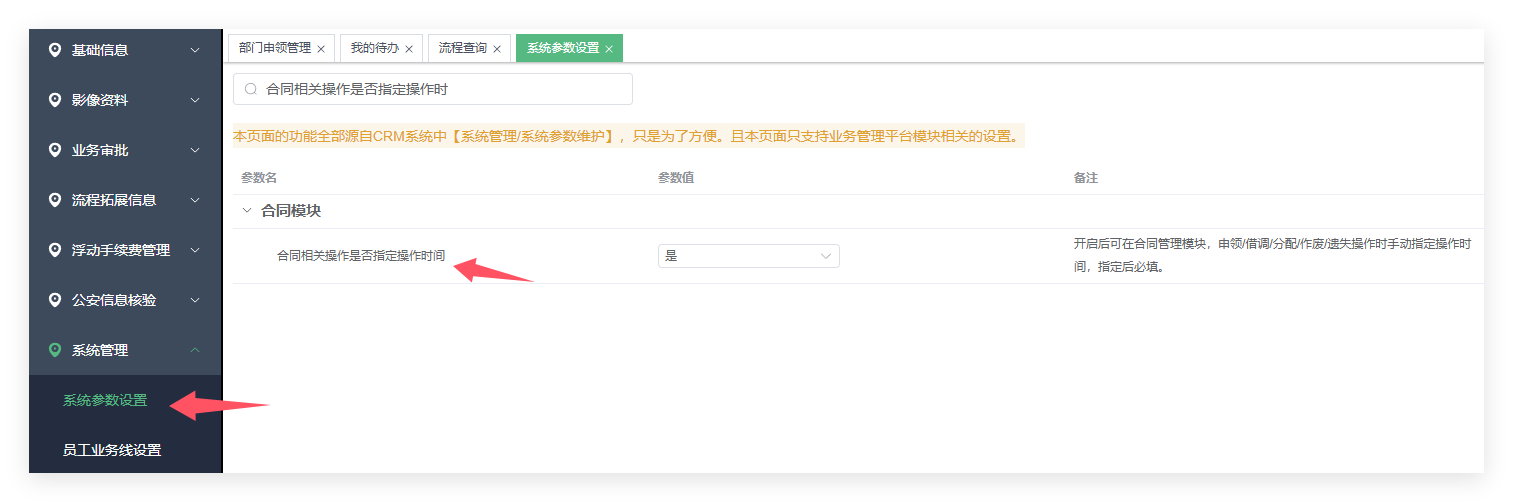 基础信息
影像资料
业务审批
流程拓展信息
浮动手续费管理
公安信息核验
系统管理
系统参数设置
员工业务线设置
部门申领管理
我的待办
流程查询
系统参数设置
合同相关操作是否指定操作时
本页面的功能全部源自CRM系统中【系统管理/系统参数维护】，只是为了方便。且本页面只支持业务管理平台模块相关的设置。
参数名 参数值 备注
合同模块
合同相关操作是否指定操作时间 是 开启后可在合同管理模块，申领/借调/分配/作废/遗失操作时手动指定操作时
间，指定后必填。